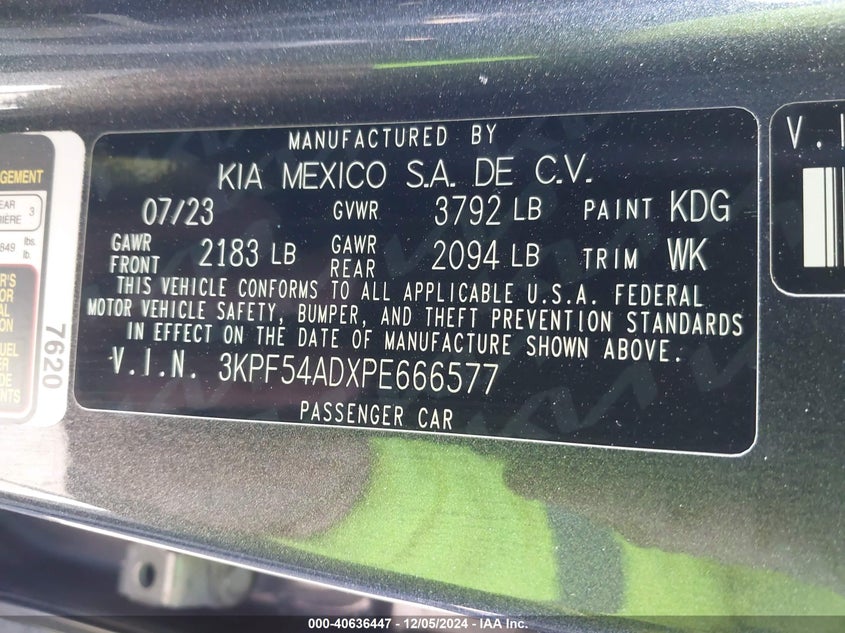 MANUFACTURED BY
KIA MEXICO S.A. DE C.V.
07/23 GVWR 3792 LB PAINT KDG
GAWR FRONT 2183 LB GAWR REAR 2094 LB TRIM WK
THIS VEHICLE CONFORMS TO ALL APPLICABLE U.S.A. FEDERAL
MOTOR VEHICLE SAFETY, BUMPER, AND THEFT PREVENTION STANDARDS
IN EFFECT ON THE DATE OF MANUFACTURE SHOWN ABOVE.
V.I.N. 3KPF54ADXPE666577
PASSENGER CAR
7620
V.I
000-40636447 - 12/05/2024 - IAA Inc.